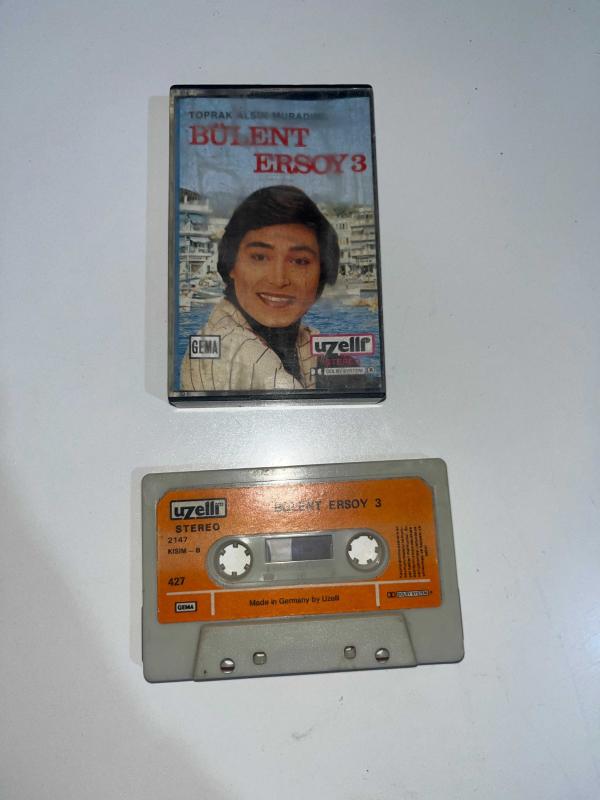 TOPRAK ALSIN MURADIMI
BÜLENT
ERSOY 3
GEMA
uzelli
STEREO
DOLBY SYSTEM
uzelli
STEREO
2147
KISIM - B
427
GEMA
BÜLENT ERSOY 3
Made in Germany by Uzelli
DOLBY SYSTEM